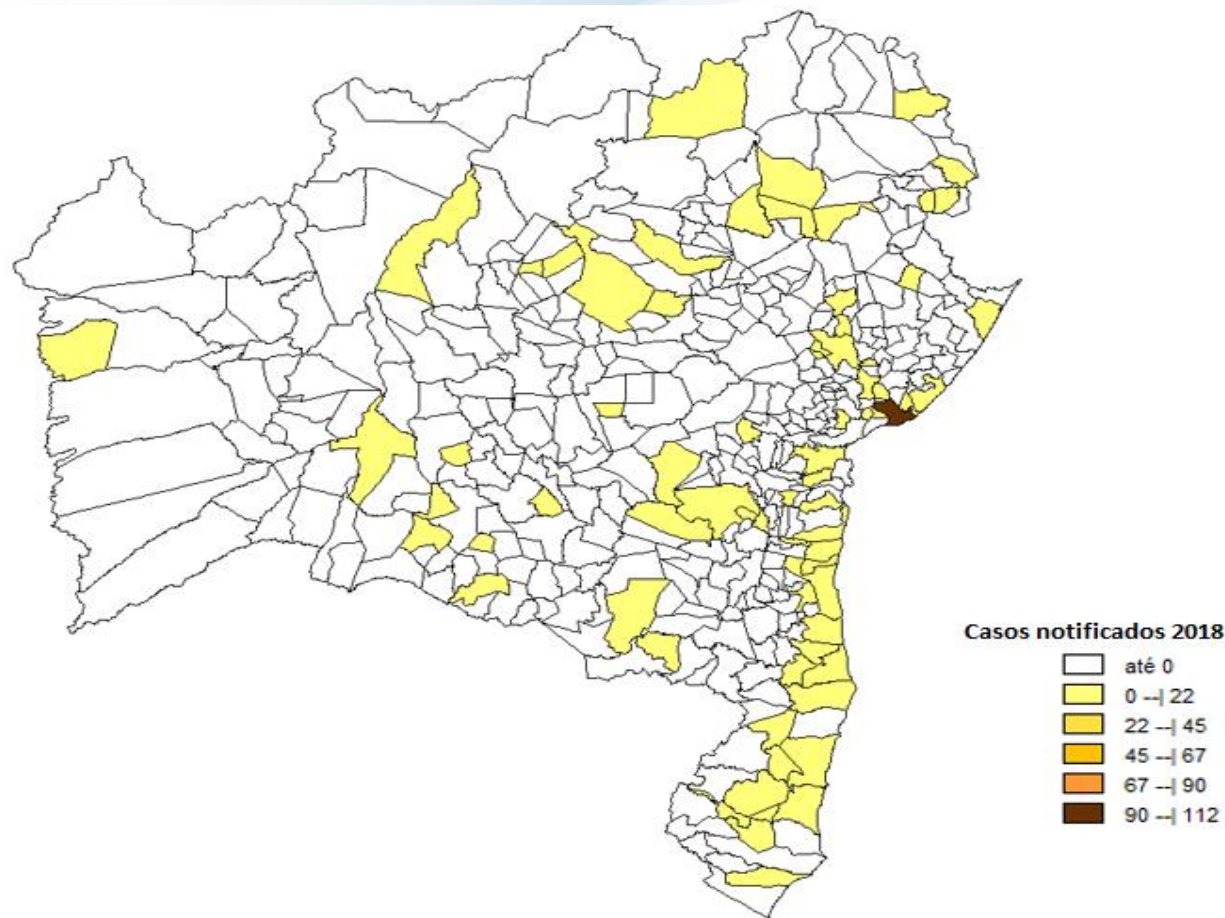 Casos notificados 2018
até 0
0 --| 22
22 --| 45
45 --| 67
67 --| 90
90 --| 112